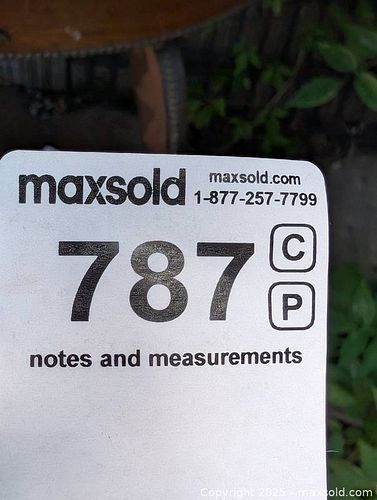 maxsold maxsold.com
1-877-257-7799
787 C
P
notes and measurements
Copyright 2025 - maxsold.com